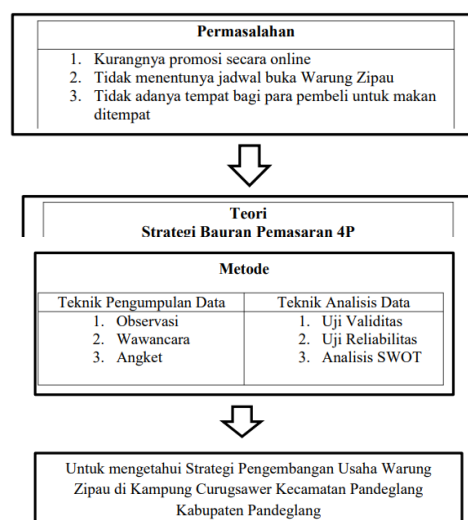 Permasalahan
1. Kurangnya promosi secara online
2. Tidak menentunya jadwal buka Warung Zipau
3. Tidak adanya tempat bagi para pembeli untuk makan
ditempat
Teori
Strategi Bauran Pemasaran 4P
Metode
Teknik Pengumpulan Data
1. Observasi
2. Wawancara
3. Angket
Teknik Analisis Data
1. Uji Validitas
2. Uji Reliabilitas
3. Analisis SWOT
Untuk mengetahui Strategi Pengembangan Usaha Warung
Zipau di Kampung Curugsawer Kecamatan Pandeglang
Kabupaten Pandeglang